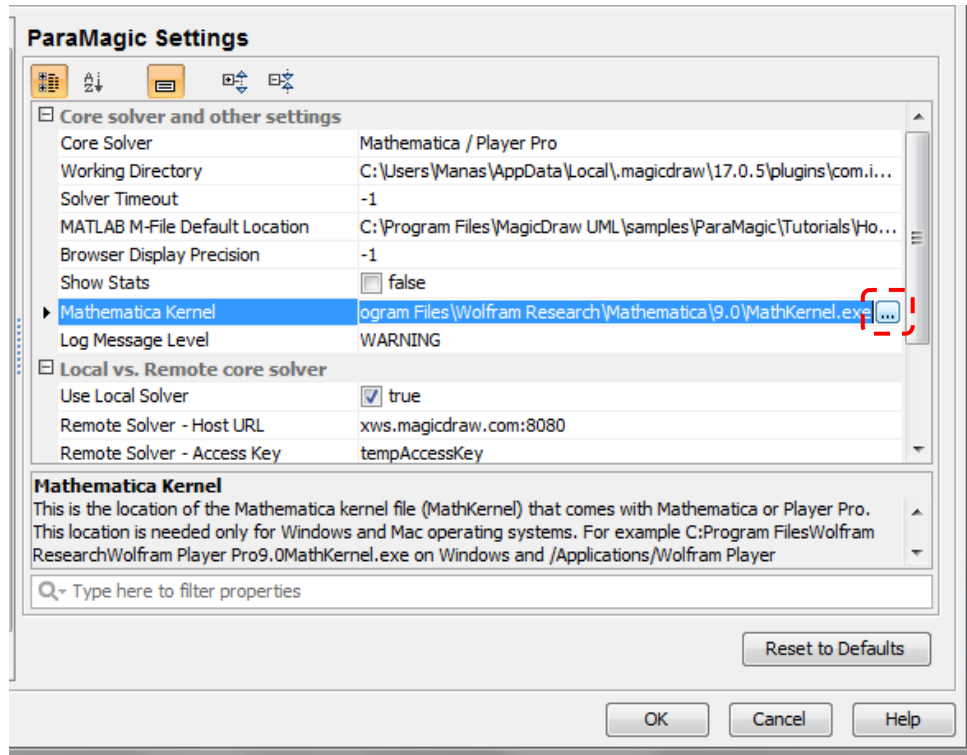 ParaMagic Settings
Core solver and other settings
Core Solver Mathematica / Player Pro
Working Directory C:\Users\Manas\AppData\Local\.magicdraw\17.0.5\plugins\com.i...
Solver Timeout -1
MATLAB M-File Default Location C:\Program Files\MagicDraw UML\samples\ParaMagic\Tutorials\Ho...
Browser Display Precision -1
Show Stats false
Mathematica Kernel ogram Files\Wolfram Research\Mathematica\9.0\MathKernel.exe ...
Log Message Level WARNING
Local vs. Remote core solver
Use Local Solver true
Remote Solver - Host URL xws.magicdraw.com:8080
Remote Solver - Access Key tempAccessKey
Mathematica Kernel
This is the location of the Mathematica kernel file (MathKernel) that comes with Mathematica or Player Pro.
This location is needed only for Windows and Mac operating systems. For example C:Program FilesWolfram
ResearchWolfram Player Pro9.0MathKernel.exe on Windows and /Applications/Wolfram Player
Type here to filter properties
Reset to Defaults
OK Cancel Help